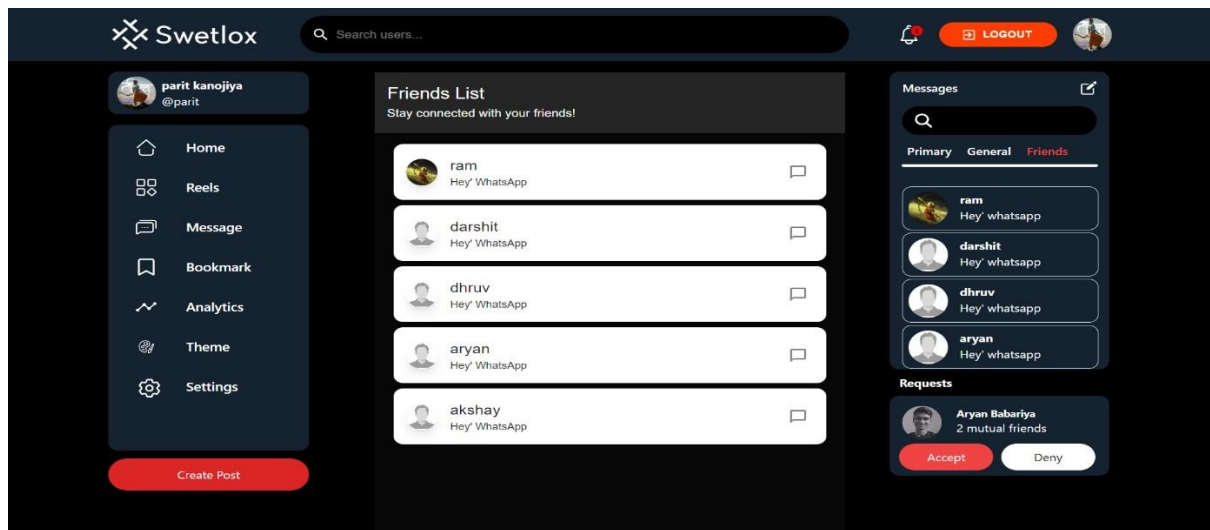 Swetlox
Search users...
LOGOUT
parit kanojiya
@parit
Home
Reels
Message
Bookmark
Analytics
Theme
Settings
Create Post
Friends List
Stay connected with your friends!
ram
Hey' WhatsApp
darshit
Hey' WhatsApp
dhruv
Hey' WhatsApp
aryan
Hey' WhatsApp
akshay
Hey' WhatsApp
Messages
Primary General Friends
ram
Hey' whatsapp
darshit
Hey' whatsapp
dhruv
Hey' whatsapp
aryan
Hey' whatsapp
Requests
Aryan Babariya
2 mutual friends
Accept Deny